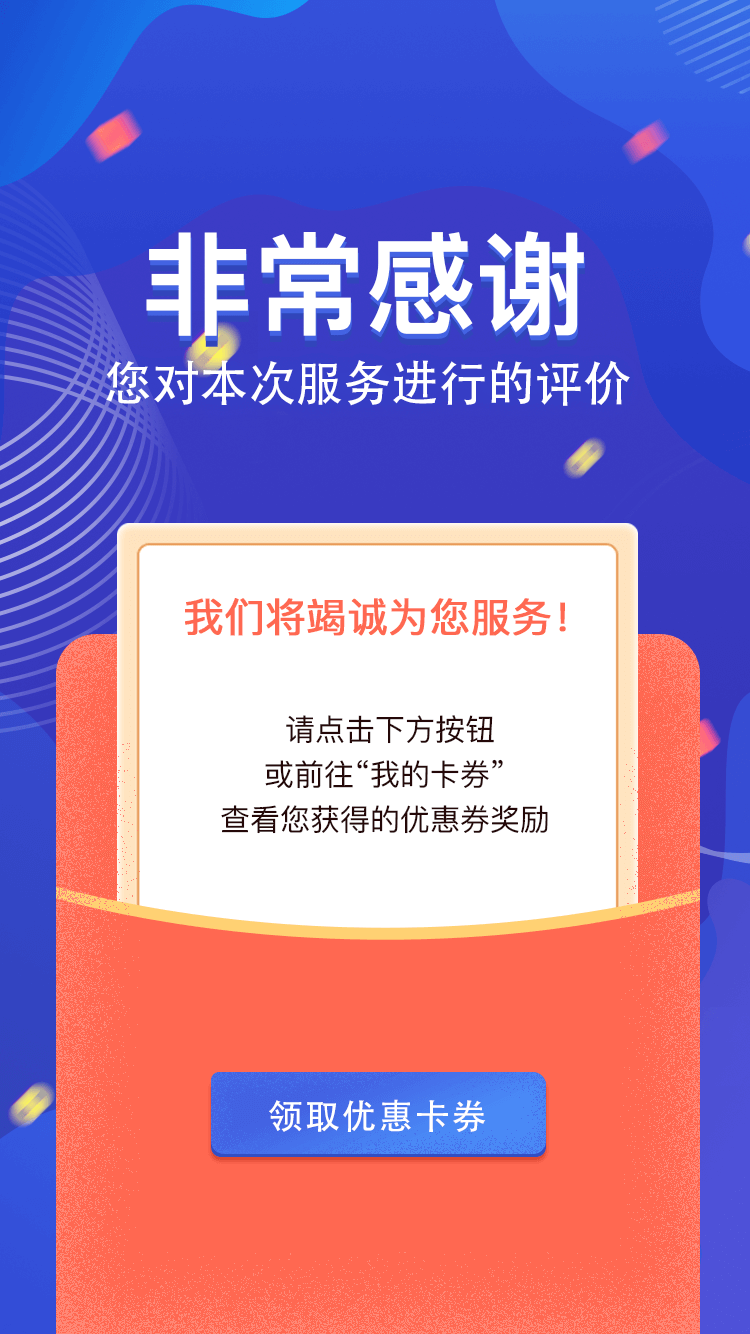 非常感谢
您对本次服务进行的评价
我们将竭诚为您服务！
请点击下方按钮
或前往“我的卡券”
查看您获得的优惠券奖励
领取优惠卡券